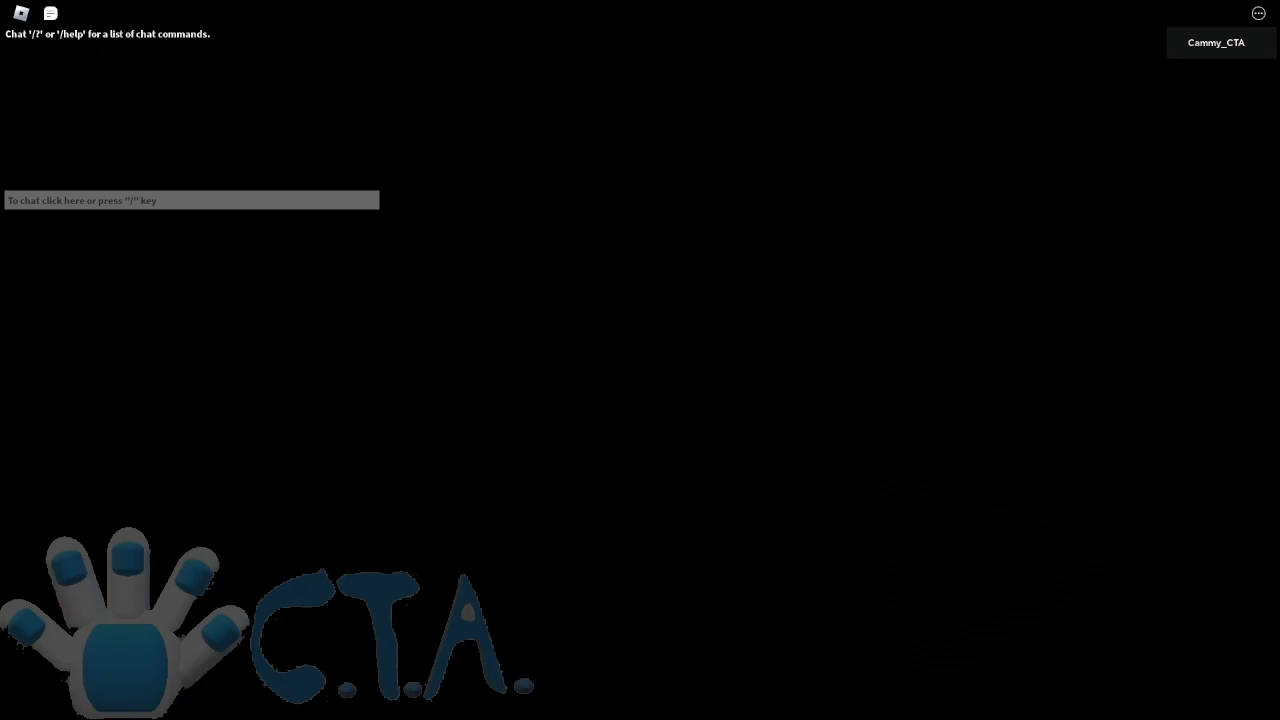 Chat '/?' or '/help' for a list of chat commands.
Cammy_CTA
To chat click here or press "/" key
C.T.A.